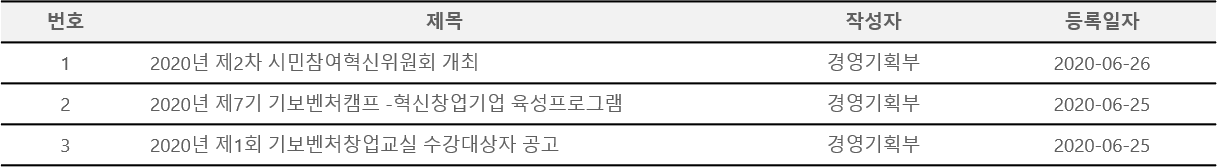 번호 제목 작성자 등록일자
1 2020년 제2차 시민참여혁신위원회 개최 경영기획부 2020-06-26
2 2020년 제7기 기보벤처캠프 -혁신창업기업 육성프로그램 경영기획부 2020-06-25
3 2020년 제1회 기보벤처창업교실 수강대상자 공고 경영기획부 2020-06-25